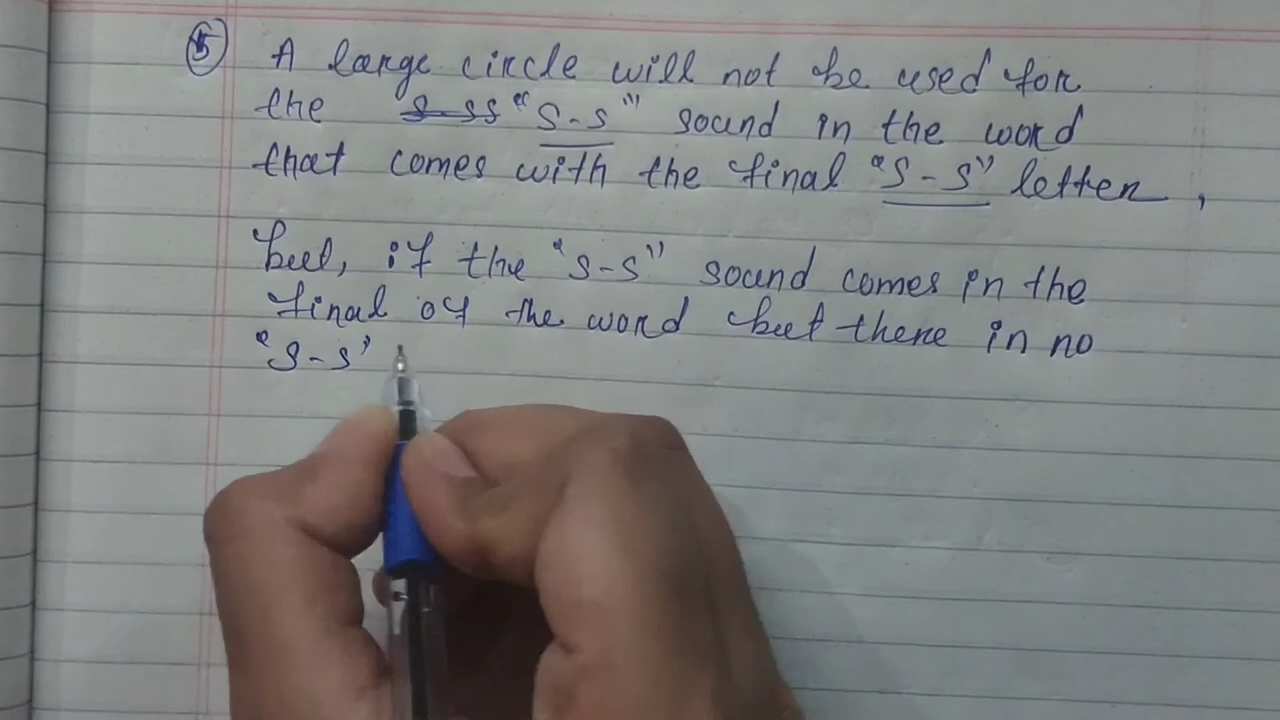 ⑤ A large circle will not be used for
the s-ss "S-s" sound in the word
that comes with the final "S-s" letter,
but, if the "s-s" sound comes in the
final of the word but there in no
"S-s"